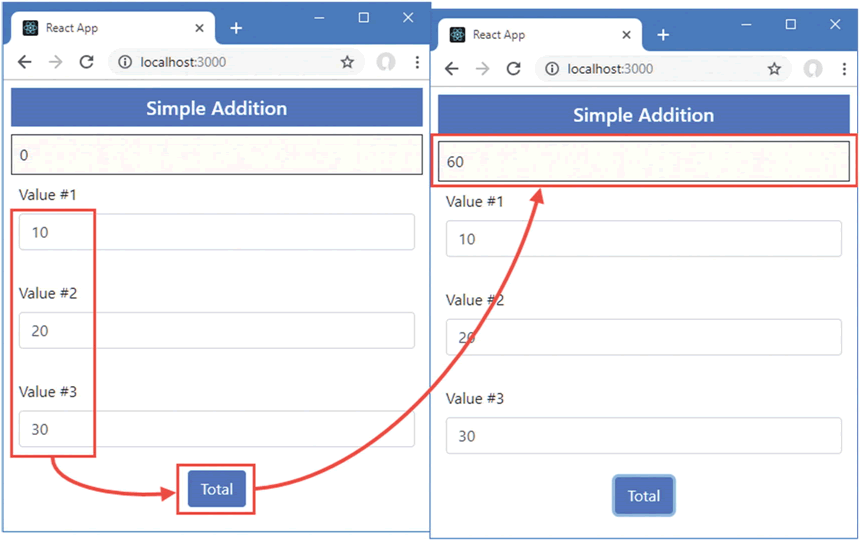 React App
localhost:3000
Simple Addition
0
Value #1
10
Value #2
20
Value #3
30
Total
React App
localhost:3000
Simple Addition
60
Value #1
10
Value #2
20
Value #3
30
Total